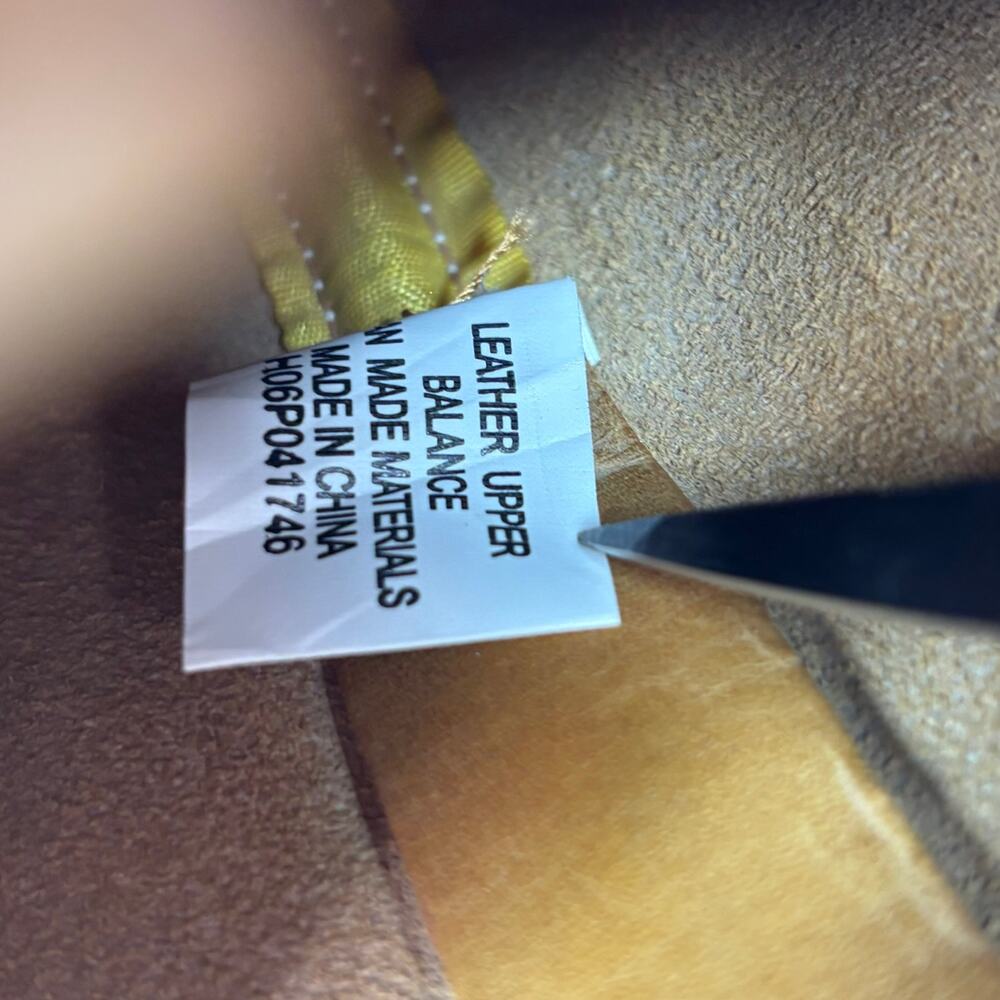 LEATHER UPPER
BALANCE
MADE MATERIALS
MADE IN CHINA
H06P041746